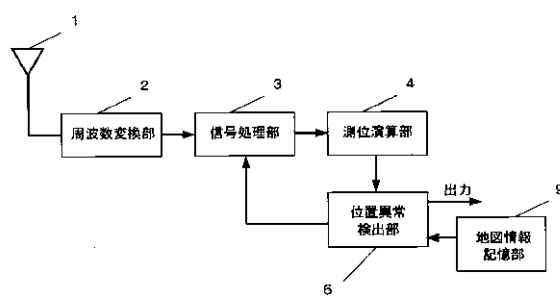 1
2
3
4
周波数変換部
信号処理部
測位演算部
出力
9
位置異常
検出部
地図情報
記憶部
6